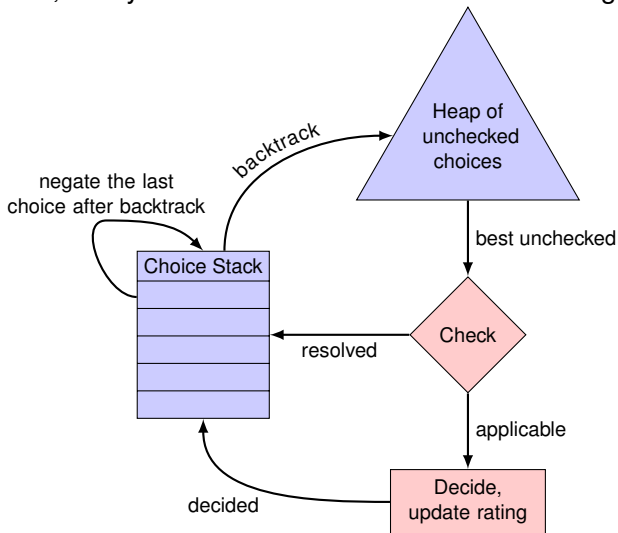 Heap of
unchecked
choices
backtrack
negate the last
choice after backtrack
best unchecked
Choice Stack
Check
resolved
applicable
Decide,
update rating
decided